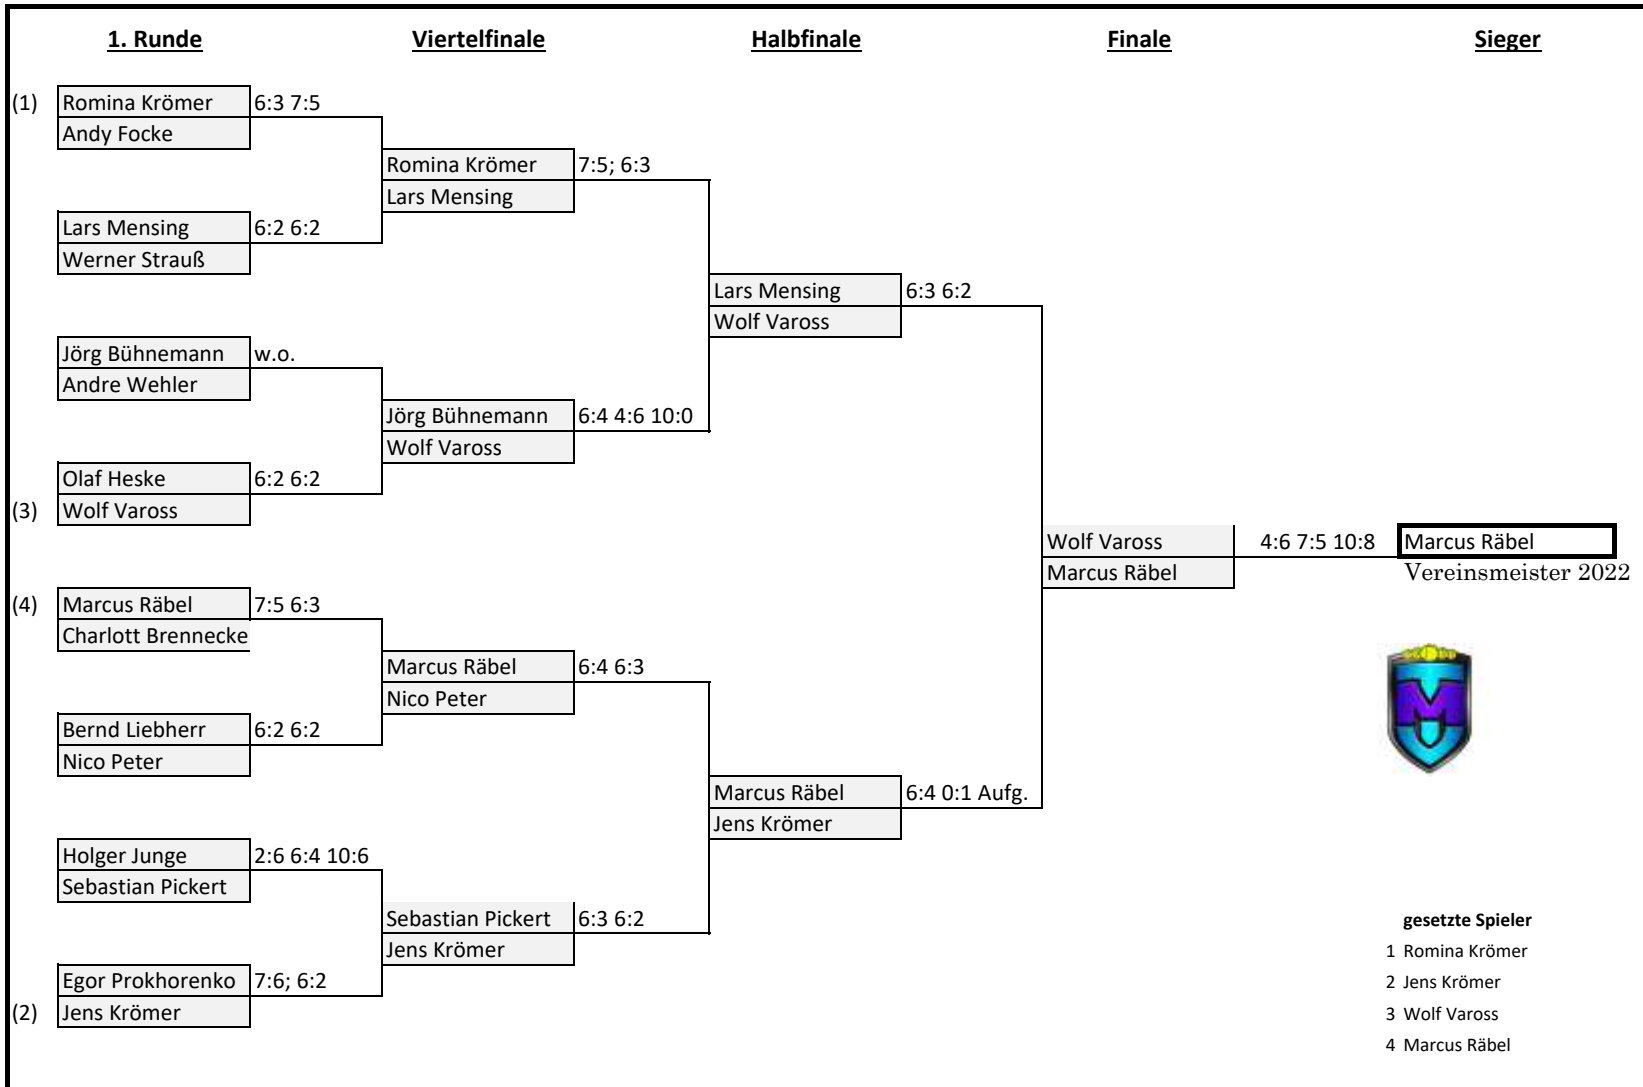 1. Runde Viertelfinale Halbfinale Finale Sieger
(1) Romina Krömer 6:3 7:5
Andy Focke
Romina Krömer 7:5; 6:3
Lars Mensing
Lars Mensing 6:2 6:2
Werner Strauß
Lars Mensing 6:3 6:2
Wolf Vaross
Jörg Bühnemann w.o.
Andre Wehler
Jörg Bühnemann 6:4 4:6 10:0
Wolf Vaross
Olaf Heske 6:2 6:2
(3) Wolf Vaross
Wolf Vaross 4:6 7:5 10:8 Marcus Räbel
Marcus Räbel Vereinsmeister 2022
(4) Marcus Räbel 7:5 6:3
Charlott Brennecke
Marcus Räbel 6:4 6:3
Nico Peter
Bernd Liebherr 6:2 6:2
Nico Peter
Marcus Räbel 6:4 0:1 Aufg.
Jens Krömer
Holger Junge 2:6 6:4 10:6
Sebastian Pickert
Sebastian Pickert 6:3 6:2
Jens Krömer
Egor Prokhorenko 7:6; 6:2
(2) Jens Krömer
gesetzte Spieler
1 Romina Krömer
2 Jens Krömer
3 Wolf Vaross
4 Marcus Räbel